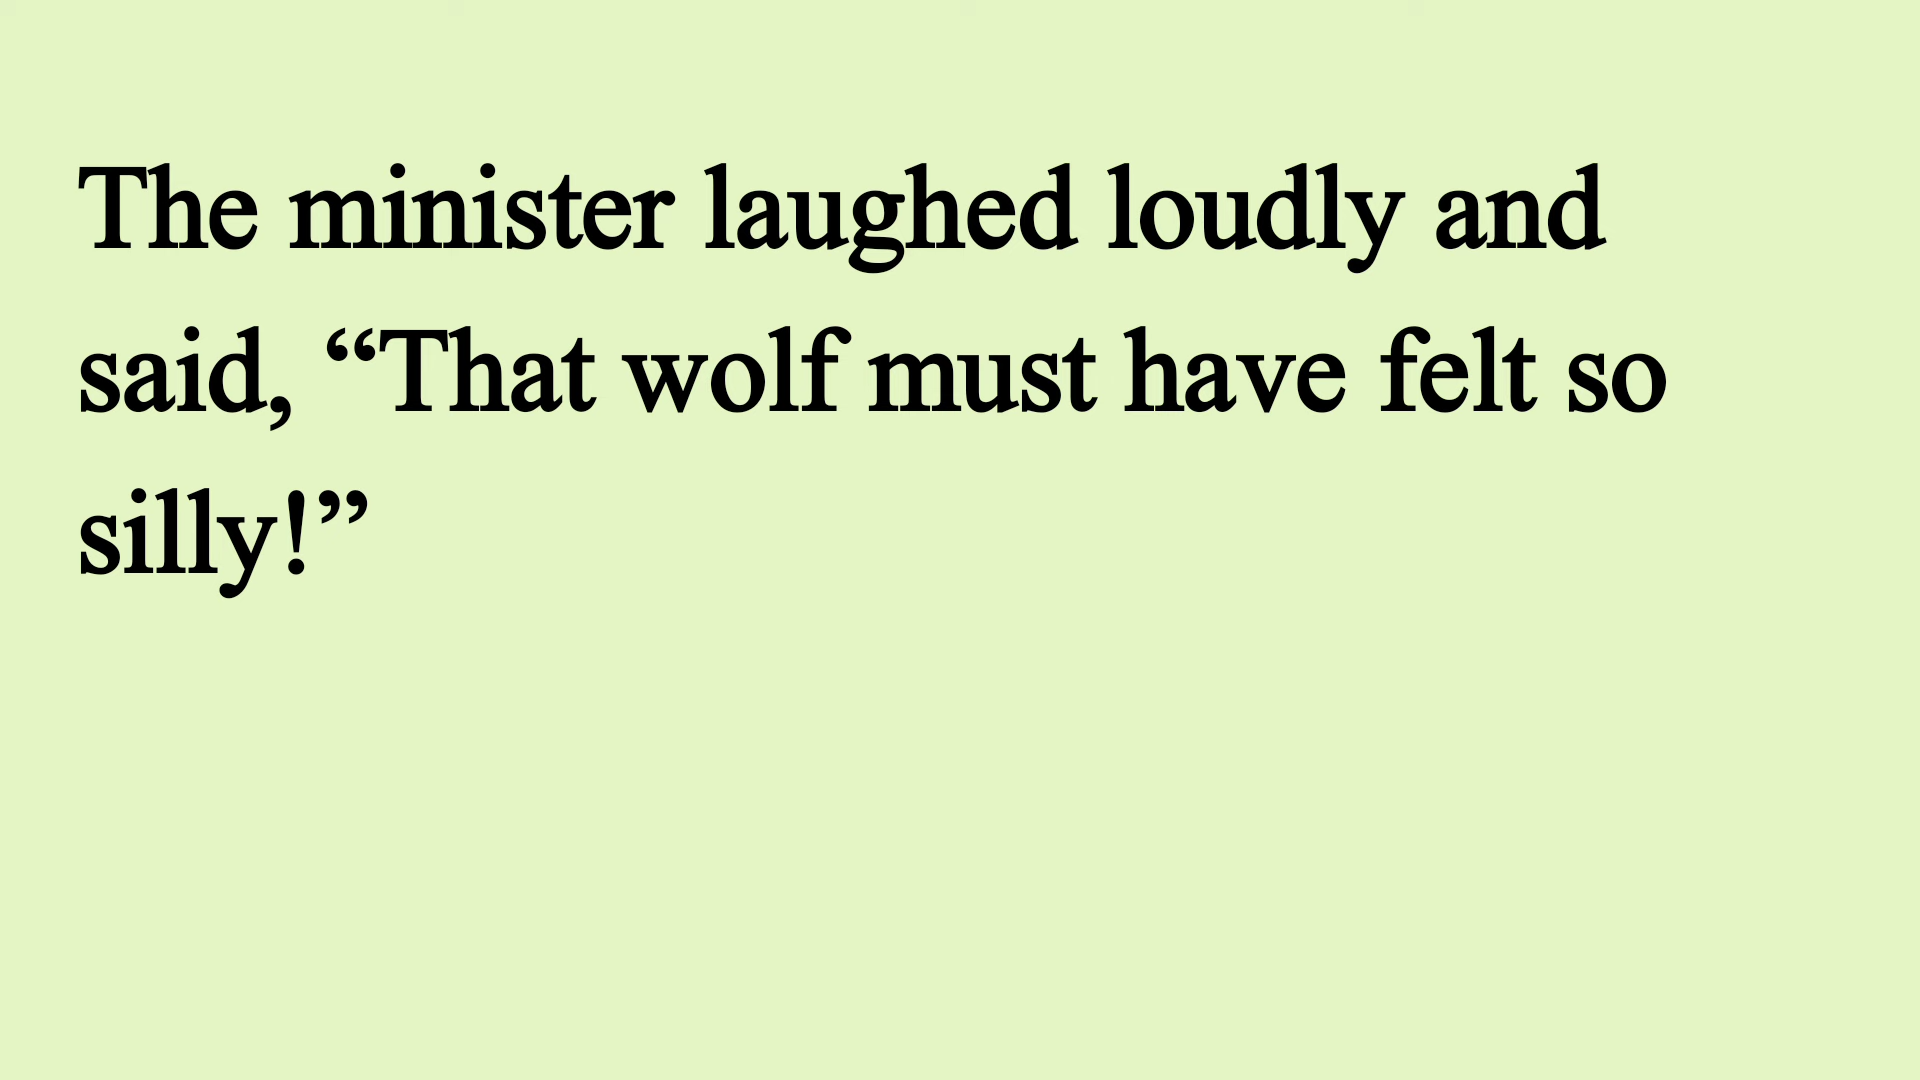 The minister laughed loudly and
said, “That wolf must have felt so
silly!”